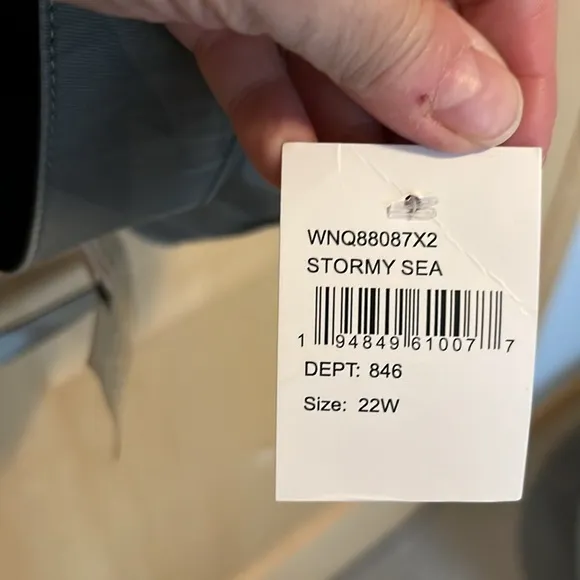 WNQ88087X2
STORMY SEA
1 94849 61007 7
DEPT: 846
Size: 22W